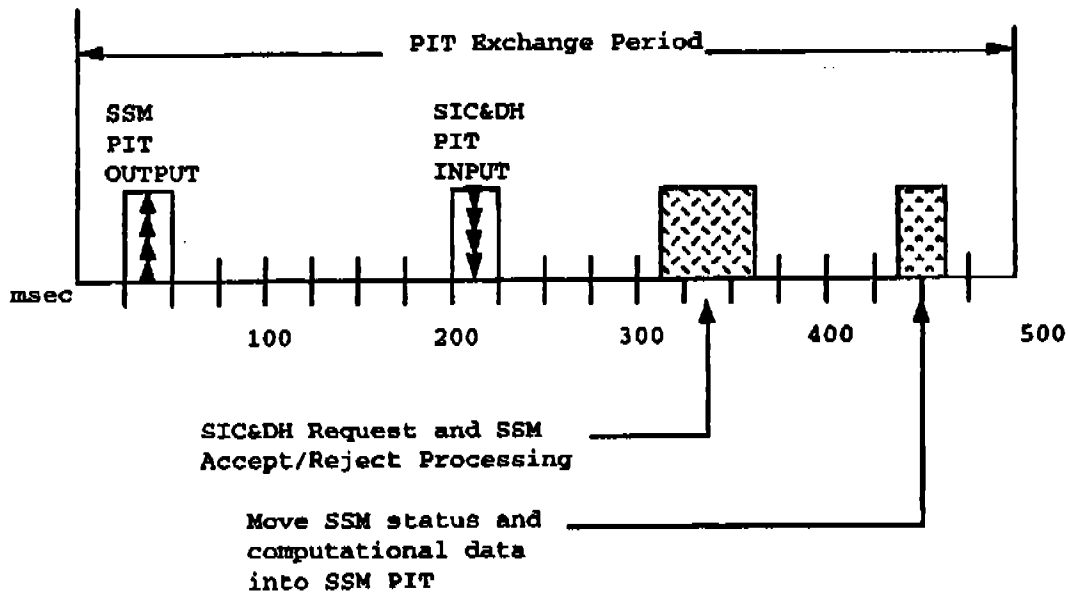 PIT Exchange Period
SSM
PIT
OUTPUT
SIC&DH
PIT
INPUT
msec
100
200
300
400
500
SIC&DH Request and SSM
Accept/Reject Processing
Move SSM status and
computational data
into SSM PIT